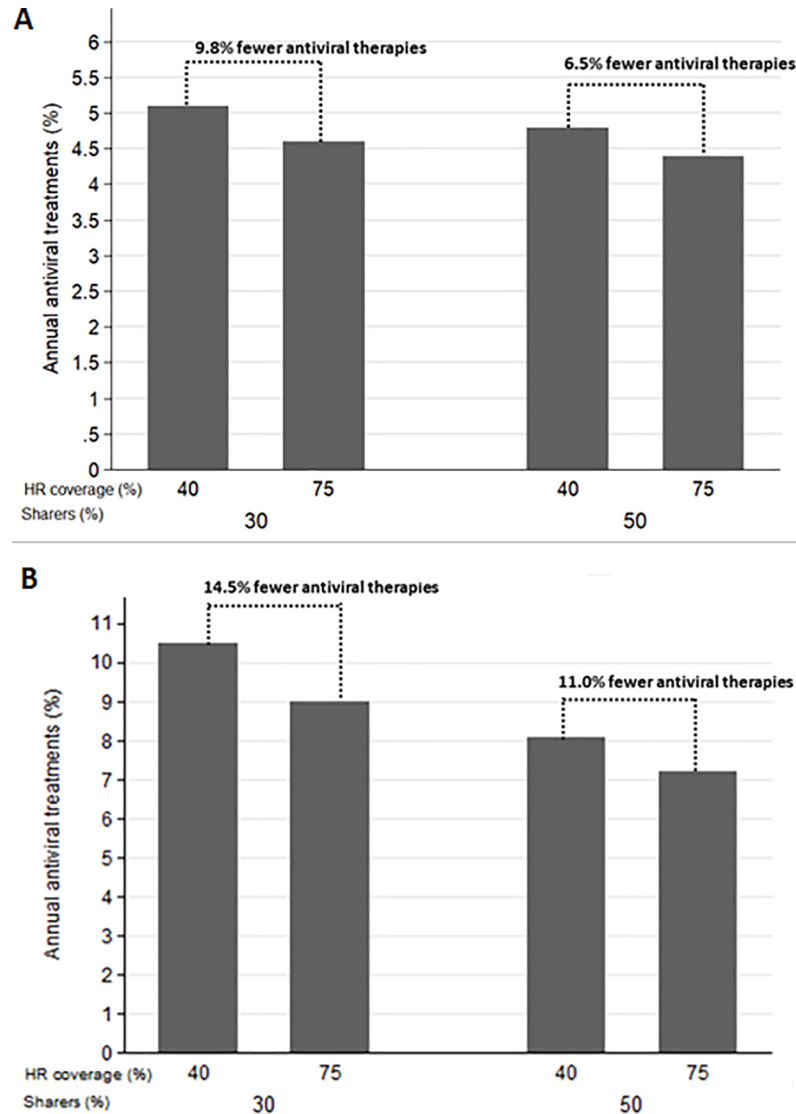 A
9.8% fewer antiviral therapies
6.5% fewer antiviral therapies
Annual antiviral treatments (%)
6
5.5
5
4.5
4
3.5
3
2.5
2
1.5
1
.5
0
HR coverage (%) 40 75 40 75
Sharers (%) 30 50
B
14.5% fewer antiviral therapies
11.0% fewer antiviral therapies
Annual antiviral treatments (%)
11
10
9
8
7
6
5
4
3
2
1
0
HR coverage (%) 40 75 40 75
Sharers (%) 30 50